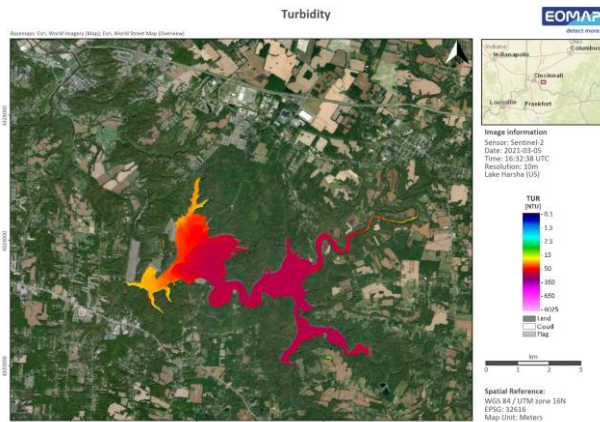 Turbidity
EOMAP
detect more
Basemaps: Esri, World Imagery (Map); Esri, World Street Map (Overview)
Indiana
Indianapolis
Columbus
Cincinnati
Louisville
Frankfort
Image information
Sensor: Sentinel-2
Date: 2021-03-05
Time: 16:32:38 UTC
Resolution: 10m
Lake Harsha (US)
TUR
[NTU]
0.1
1.3
2.5
15
50
350
650
6025
Land
Cloud
Flag
km
0 1 2 3
Spatial Reference:
WGS 84 / UTM zone 16N
EPSG: 32616
Map Unit: Meters